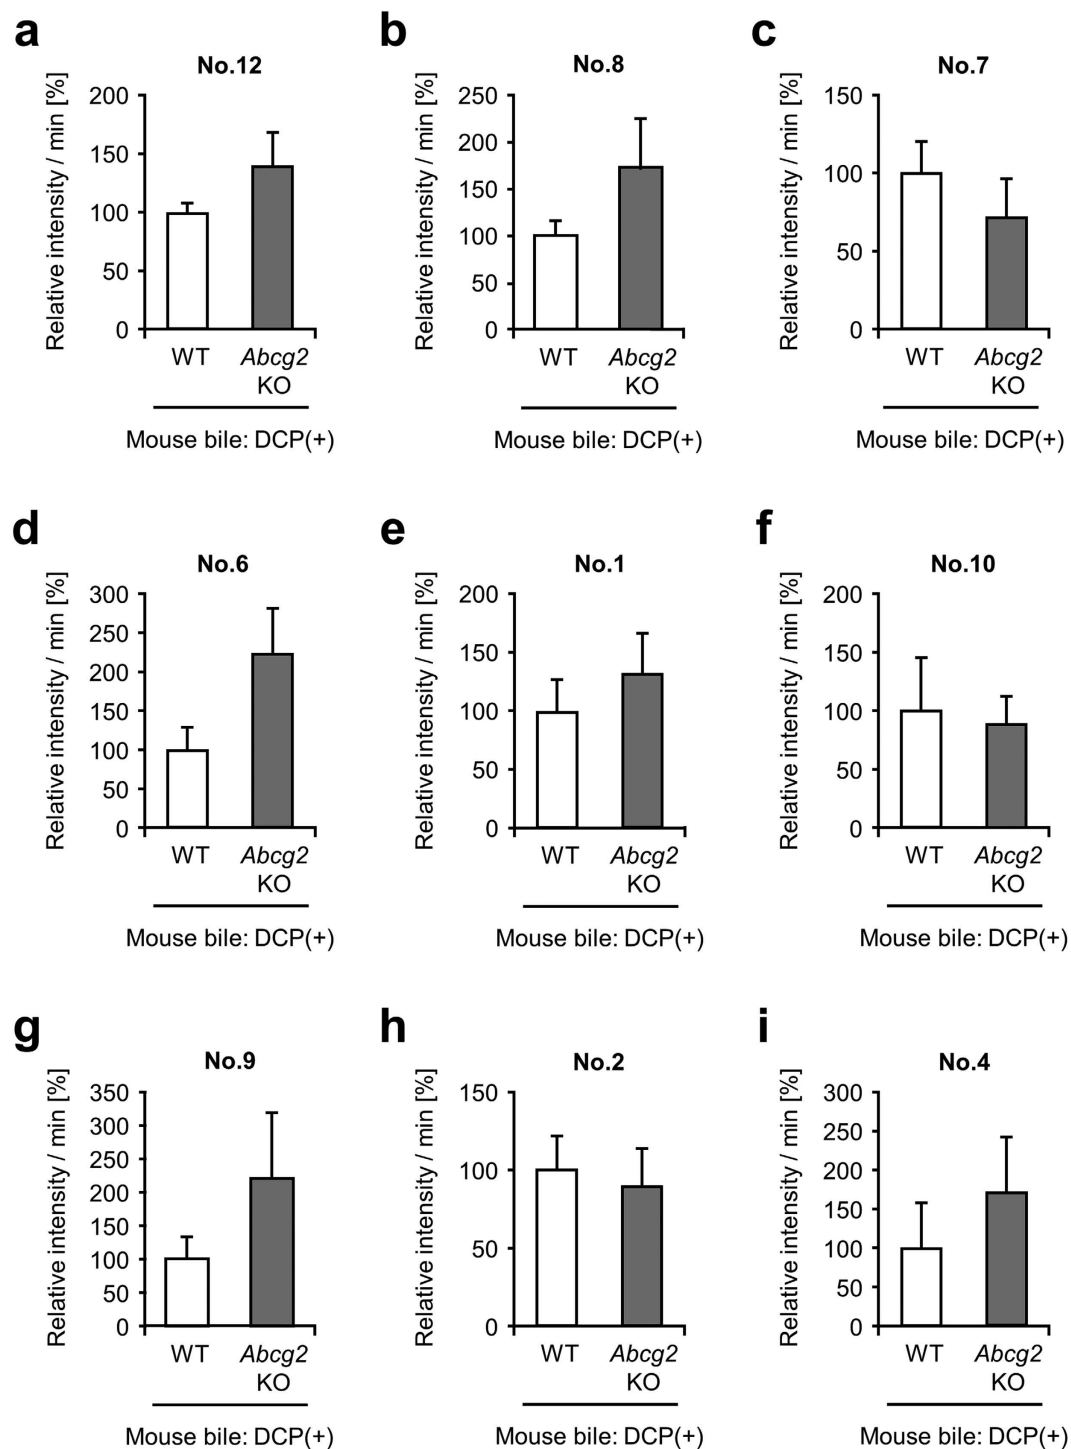 a
No.12
Relative intensity / min [%]
200
150
100
50
0
WT
Abcg2
KO
Mouse bile: DCP(+)
b
No.8
Relative intensity / min [%]
250
200
150
100
50
0
WT
Abcg2
KO
Mouse bile: DCP(+)
c
No.7
Relative intensity / min [%]
150
100
50
0
WT
Abcg2
KO
Mouse bile: DCP(+)
d
No.6
Relative intensity / min [%]
300
250
200
150
100
50
0
WT
Abcg2
KO
Mouse bile: DCP(+)
e
No.1
Relative intensity / min [%]
200
150
100
50
0
WT
Abcg2
KO
Mouse bile: DCP(+)
f
No.10
Relative intensity / min [%]
200
150
100
50
0
WT
Abcg2
KO
Mouse bile: DCP(+)
g
No.9
Relative intensity / min [%]
350
300
250
200
150
100
50
0
WT
Abcg2
KO
Mouse bile: DCP(+)
h
No.2
Relative intensity / min [%]
150
100
50
0
WT
Abcg2
KO
Mouse bile: DCP(+)
i
No.4
Relative intensity / min [%]
300
250
200
150
100
50
0
WT
Abcg2
KO
Mouse bile: DCP(+)